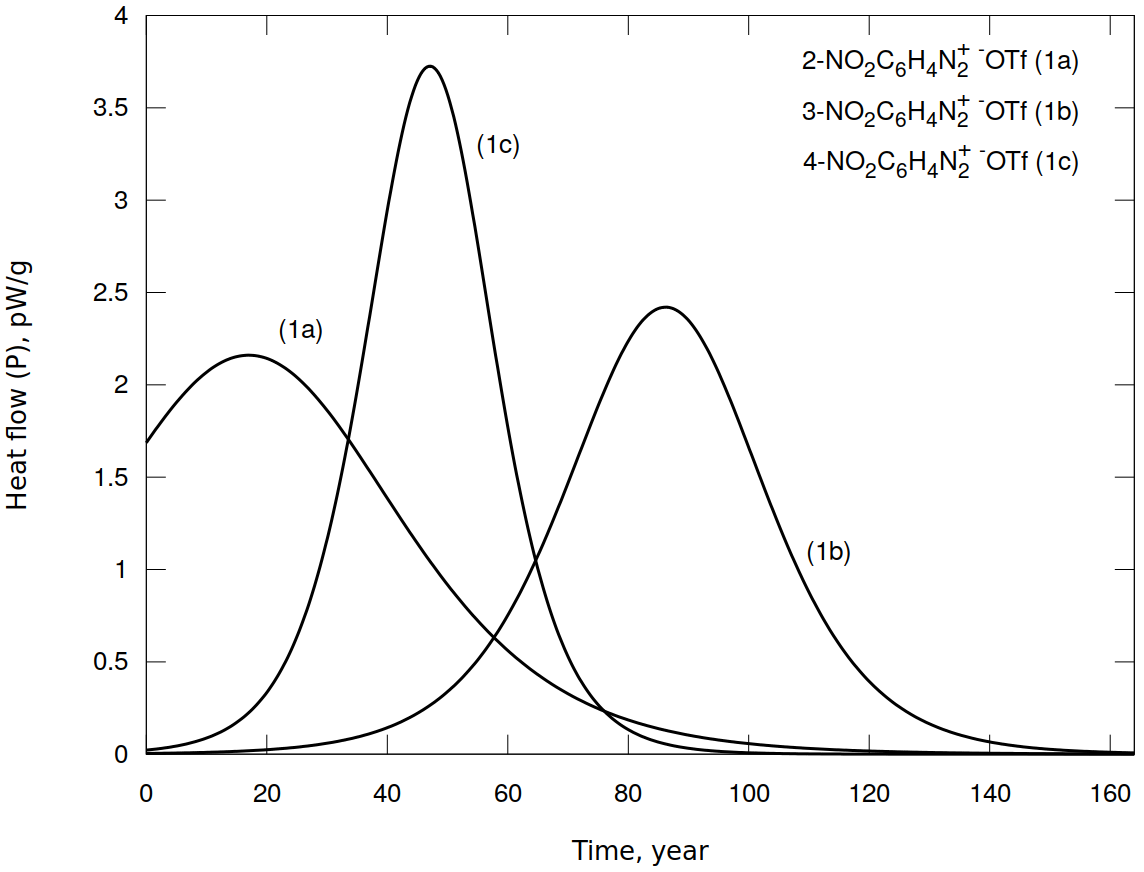 4
3.5
3
2.5
2
1.5
1
0.5
0
Heat flow (P), pW/g
2-NO₂C₆H₄N₂⁺ ⁻OTf (1a)
3-NO₂C₆H₄N₂⁺ ⁻OTf (1b)
4-NO₂C₆H₄N₂⁺ ⁻OTf (1c)
(1c)
(1a)
(1b)
0 20 40 60 80 100 120 140 160
Time, year